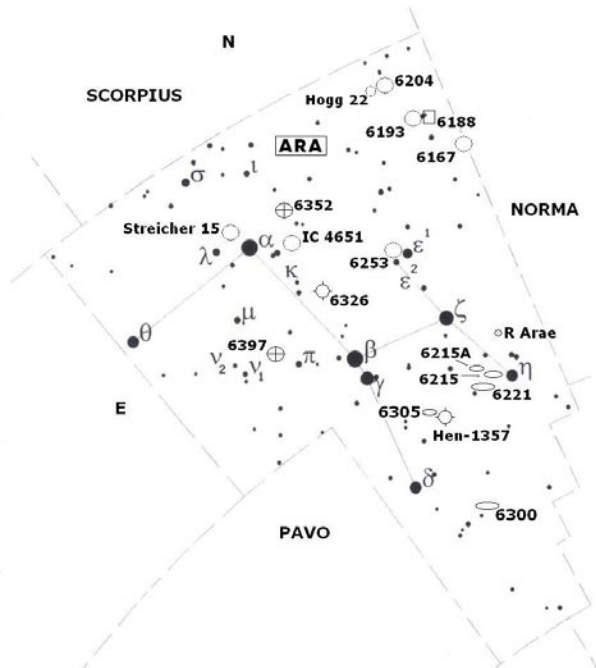 N
SCORPIUS
6204
Hogg 22
6193
6188
6167
ARA
σ
ι
6352
NORMA
Streicher 15
IC 4651
α
λ
6253
ε1
ε2
κ
6326
ζ
μ
θ
R Arae
6397
β
6215A
π
ν2
ν1
6215
η
γ
6221
E
6305
Hen-1357
δ
6300
PAVO